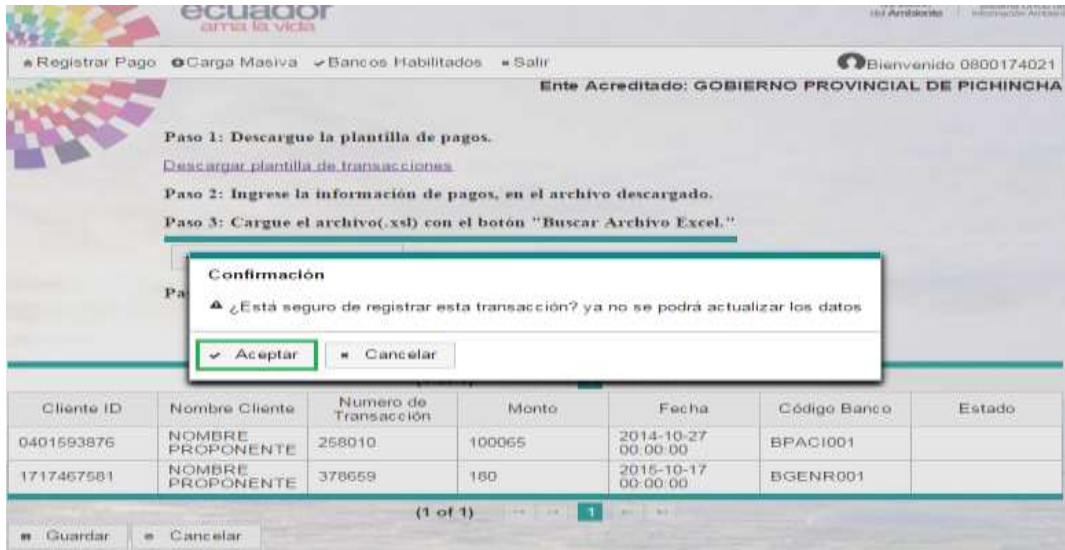 ecuador
ama la vida
del Ambiente
Registrar Pago Carga Masiva Bancos Habilitados Salir Bienvenido 0800174021
Ente Acreditado: GOBIERNO PROVINCIAL DE PICHINCHA
Paso 1: Descargue la plantilla de pagos.
Descargar plantilla de transacciones
Paso 2: Ingrese la información de pagos, en el archivo descargado.
Paso 3: Cargue el archivo(.xsl) con el botón "Buscar Archivo Excel."
Pa
Confirmación
¿Está seguro de registrar esta transacción? ya no se podrá actualizar los datos
Aceptar Cancelar
Cliente ID Nombre Cliente Numero de Transacción Monto Fecha Código Banco Estado
0401593876 NOMBRE PROPONENTE 258010 100065 2014-10-27 00:00:00 BPACI001
1717467581 NOMBRE PROPONENTE 378659 160 2015-10-17 00:00:00 BGENR001
(1 of 1) 1
Guardar Cancelar